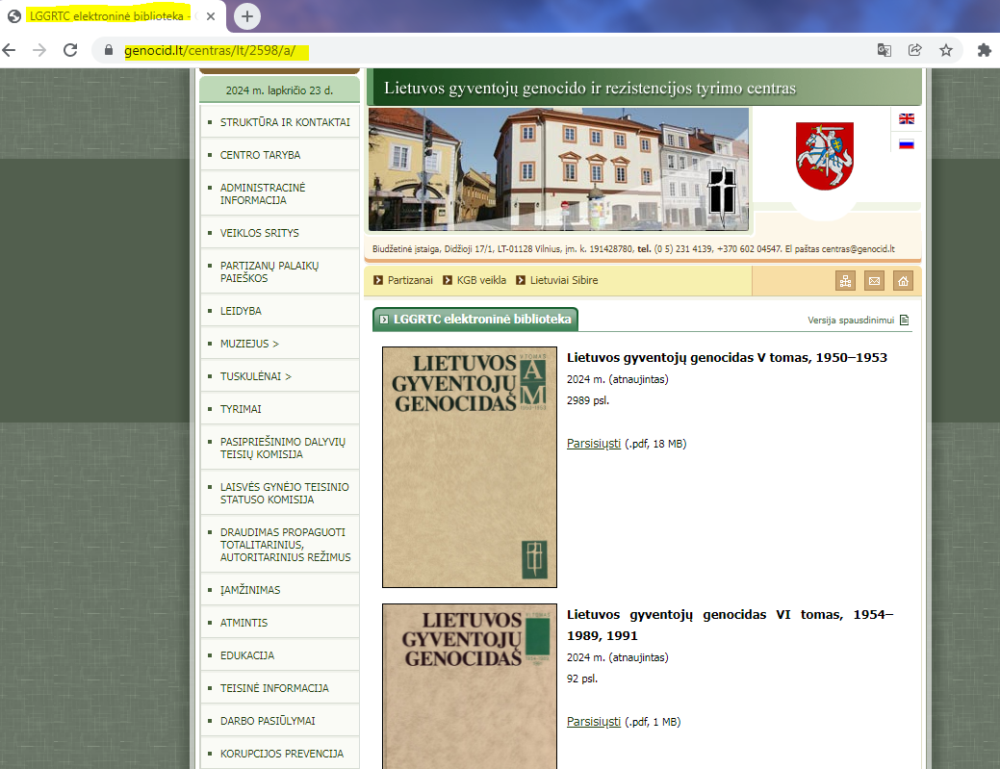 LGGRTC elektroninė biblioteka -
genocid.lt/centras/lt/2598/a/
2024 m. lapkričio 23 d.
STRUKTŪRA IR KONTAKTAI
CENTRO TARYBA
ADMINISTRACINĖ
INFORMACIJA
VEIKLOS SRITYS
PARTIZANŲ PALAIKŲ
PAIEŠKOS
LEIDYBA
MUZIEJUS >
TUSKULĖNAI >
TYRIMAI
PASIPRIEŠINIMO DALYVIŲ
TEISIŲ KOMISIJA
LAISVĖS GYNĖJO TEISINIO
STATUSO KOMISIJA
DRAUDIMAS PROPAGUOTI
TOTALITARINIUS,
AUTORITARINIUS REŽIMUS
ĮAMŽINIMAS
ATMINTIS
EDUKACIJA
TEISINĖ INFORMACIJA
DARBO PASIŪLYMAI
KORUPCIJOS PREVENCIJA
Lietuvos gyventojų genocido ir rezistencijos tyrimo centras
Biudžetinė įstaiga, Didžioji 17/1, LT-01128 Vilnius, įm. k. 191428780, tel. (0 5) 231 4139, +370 602 04547. El paštas centras@genocid.lt
Partizanai KGB veikla Lietuviai Sibire
LGGRTC elektroninė biblioteka
Versija spausdinimui
LIETUVOS
GYVENTOJŲ
GENOCIDAS
V TOMAS
A
M
1950-1953
Lietuvos gyventojų genocidas V tomas, 1950–1953
2024 m. (atnaujintas)
2989 psl.
Parsisiųsti (.pdf, 18 MB)
LIETUVOS
GYVENTOJŲ
GENOCIDAS
Lietuvos gyventojų genocidas VI tomas, 1954–
1989, 1991
2024 m. (atnaujintas)
92 psl.
Parsisiųsti (.pdf, 1 MB)